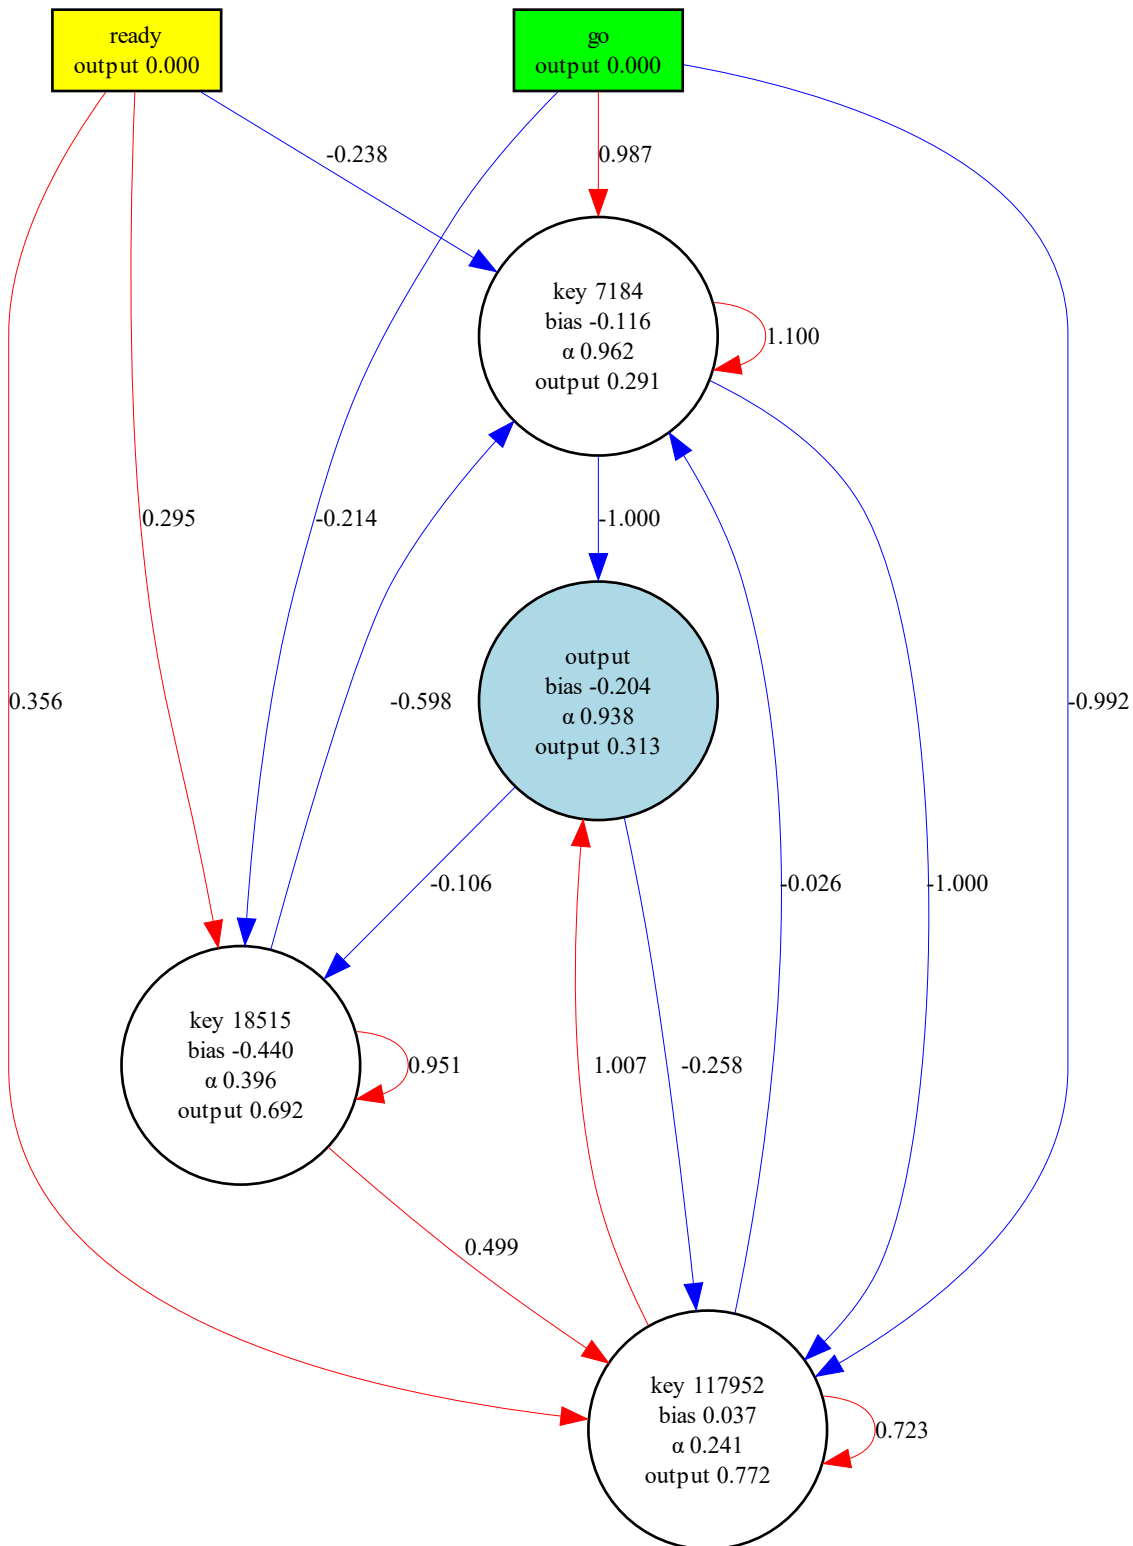 ready
output 0.000
go
output 0.000
-0.238
0.987
key 7184
bias -0.116
α 0.962
output 0.291
1.100
0.295
-0.214
-1.000
output
bias -0.204
α 0.938
output 0.313
0.356
-0.598
-0.992
-0.106
-0.026
-1.000
key 18515
bias -0.440
α 0.396
output 0.692
0.951
1.007
-0.258
0.499
key 117952
bias 0.037
α 0.241
output 0.772
0.723